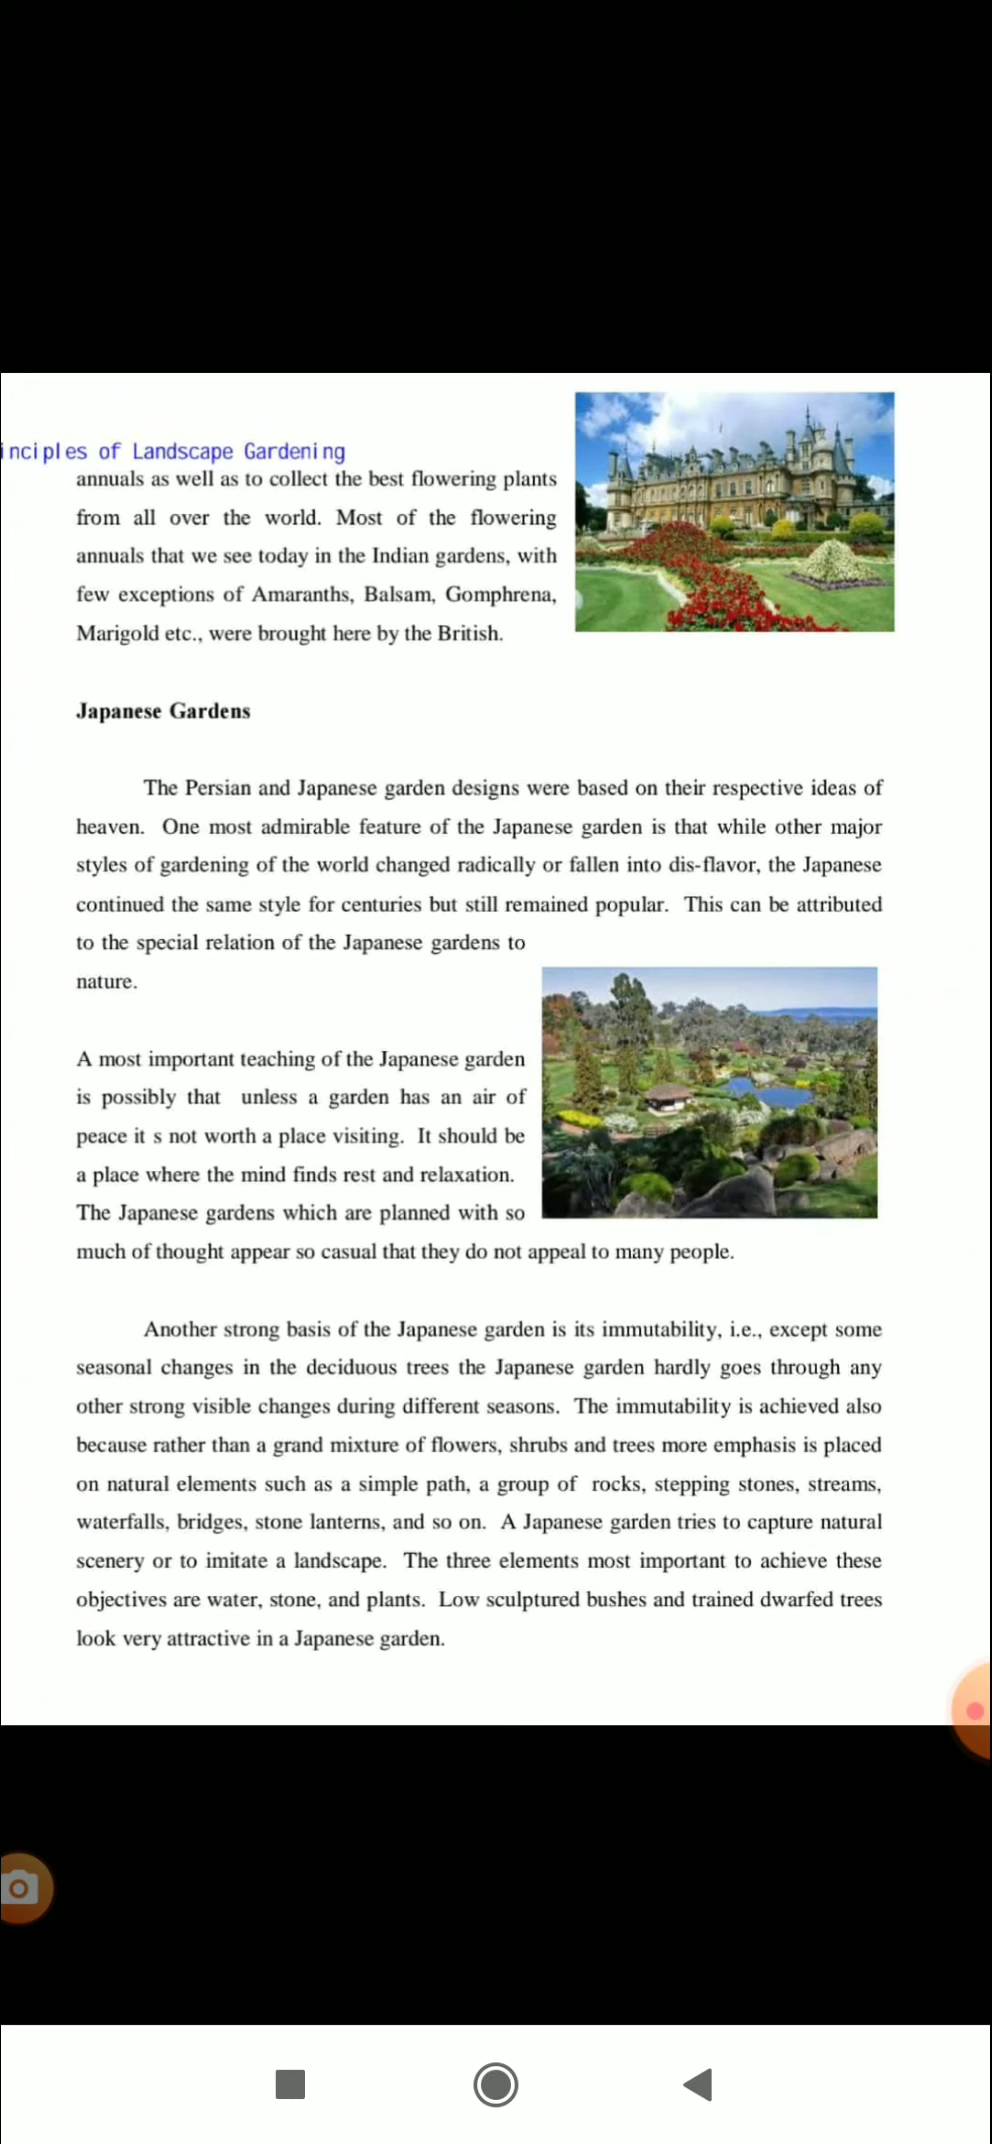 inciples of Landscape Gardening
annuals as well as to collect the best flowering plants
from all over the world. Most of the flowering
annuals that we see today in the Indian gardens, with
few exceptions of Amaranths, Balsam, Gomphrena,
Marigold etc., were brought here by the British.
Japanese Gardens
The Persian and Japanese garden designs were based on their respective ideas of
heaven. One most admirable feature of the Japanese garden is that while other major
styles of gardening of the world changed radically or fallen into dis-flavor, the Japanese
continued the same style for centuries but still remained popular. This can be attributed
to the special relation of the Japanese gardens to
nature.
A most important teaching of the Japanese garden
is possibly that unless a garden has an air of
peace it s not worth a place visiting. It should be
a place where the mind finds rest and relaxation.
The Japanese gardens which are planned with so
much of thought appear so casual that they do not appeal to many people.
Another strong basis of the Japanese garden is its immutability, i.e., except some
seasonal changes in the deciduous trees the Japanese garden hardly goes through any
other strong visible changes during different seasons. The immutability is achieved also
because rather than a grand mixture of flowers, shrubs and trees more emphasis is placed
on natural elements such as a simple path, a group of rocks, stepping stones, streams,
waterfalls, bridges, stone lanterns, and so on. A Japanese garden tries to capture natural
scenery or to imitate a landscape. The three elements most important to achieve these
objectives are water, stone, and plants. Low sculptured bushes and trained dwarfed trees
look very attractive in a Japanese garden.